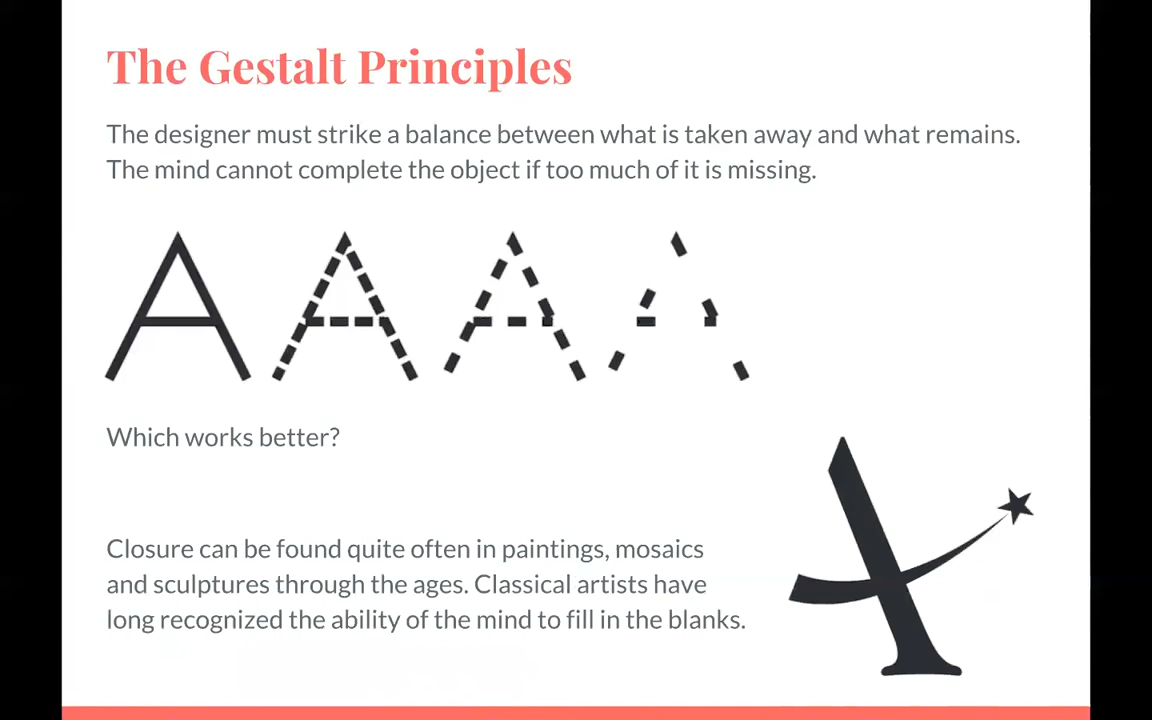 The Gestalt Principles
The designer must strike a balance between what is taken away and what remains.
The mind cannot complete the object if too much of it is missing.
A A A A
Which works better?
Closure can be found quite often in paintings, mosaics
and sculptures through the ages. Classical artists have
long recognized the ability of the mind to fill in the blanks.